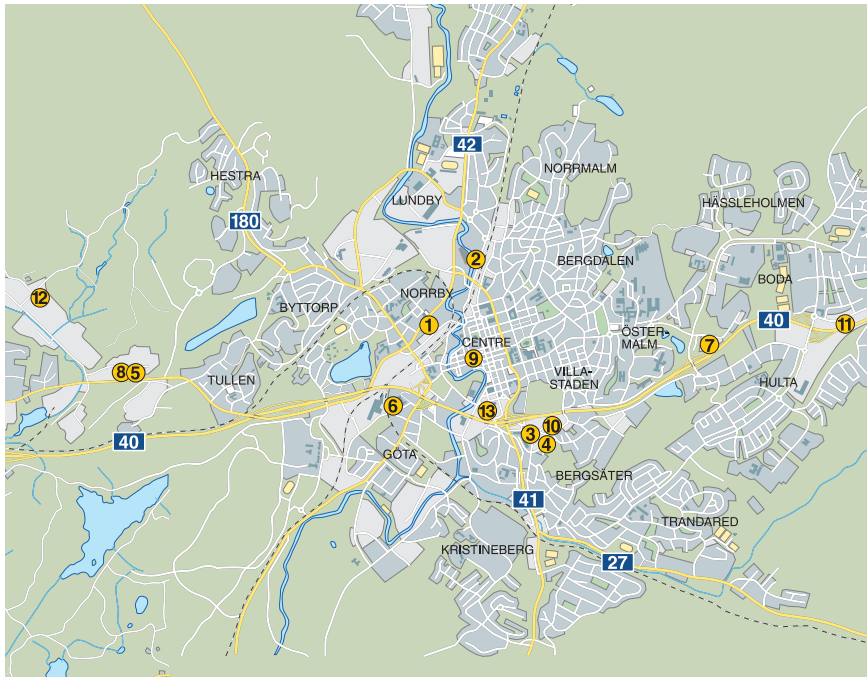 42
NORRMALM
HESTRA
HÄSSLEHOLMEN
LUNDBY
180
2
BERGDALEN
BODA
12
NORRBY
BYTTORP
40
11
1
ÖSTER-
MALM
CENTRE
7
9
8
5
VILLA-
STADEN
TULLEN
HULTA
6
13
10
3
4
40
GÖTA
BERGSÄTER
41
TRANDARED
KRISTINEBERG
27